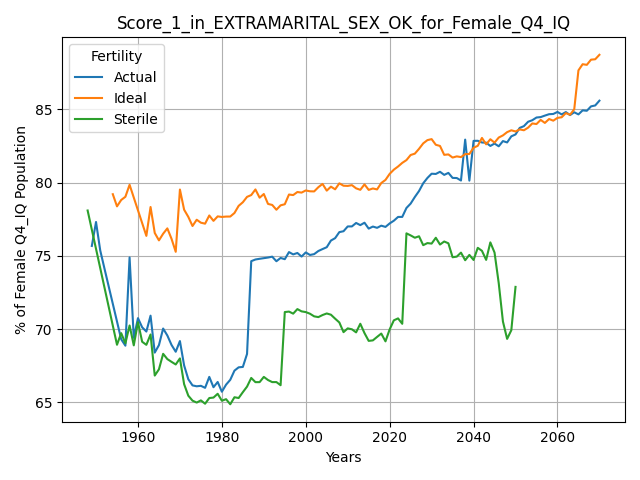 Score_1_in_EXTRAMARITAL_SEX_OK_for_Female_Q4_IQ
Fertility
Actual
Ideal
Sterile
% of Female Q4_IQ Population
85
80
75
70
65
1960
1980
2000
2020
2040
2060
Years